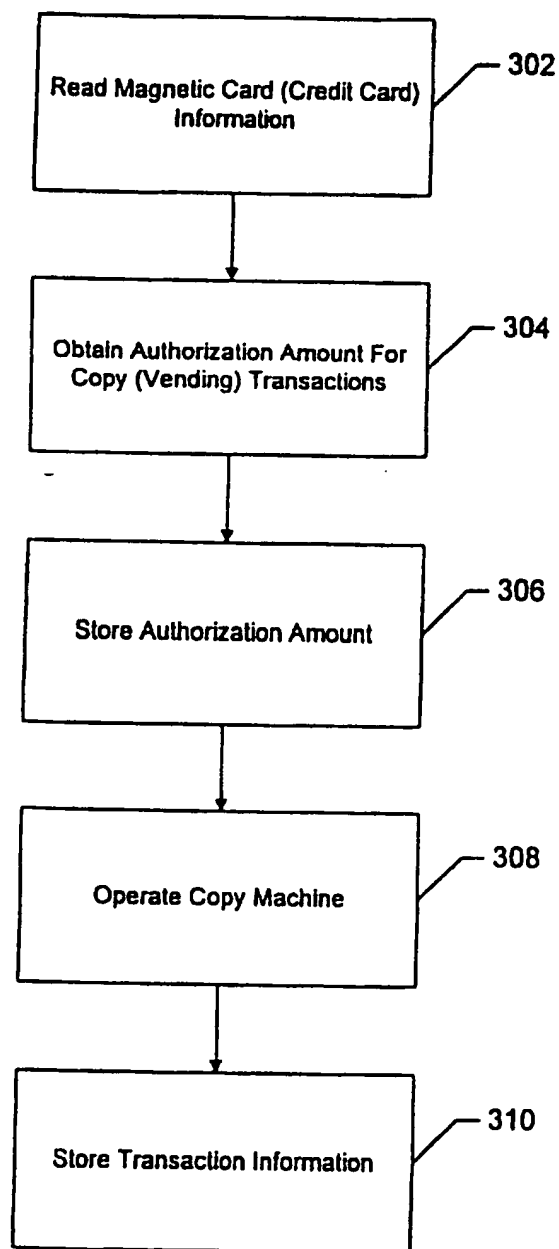 302
Read Magnetic Card (Credit Card)
Information
304
Obtain Authorization Amount For
Copy (Vending) Transactions
306
Store Authorization Amount
308
Operate Copy Machine
310
Store Transaction Information